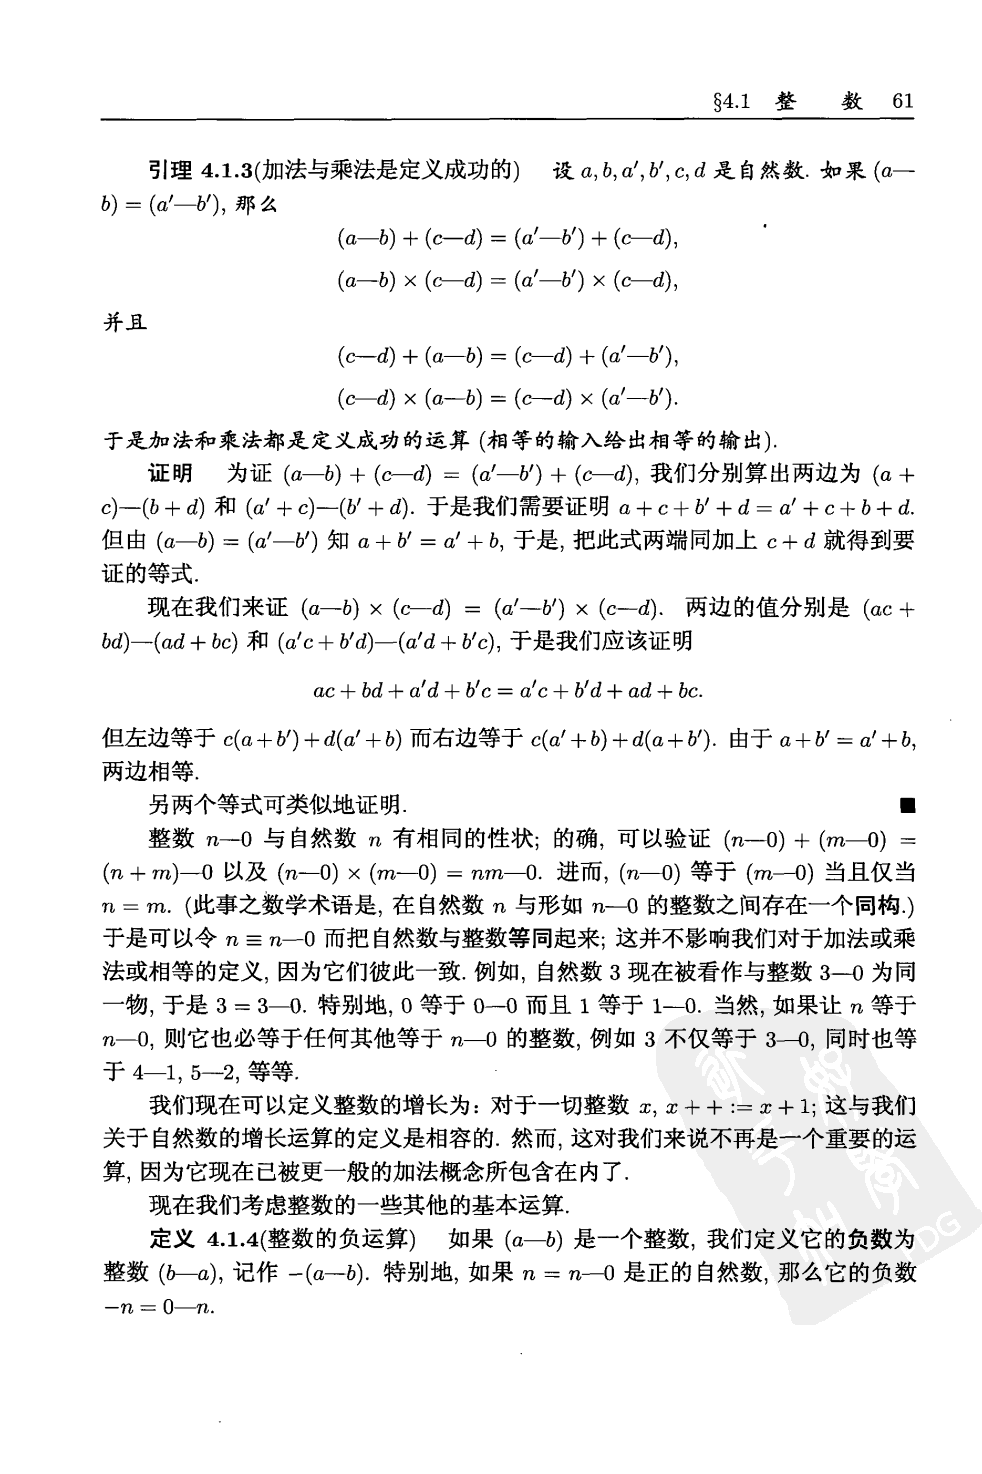 §4.1 整 数 61
引理 4.1.3(加法与乘法是定义成功的) 设 a, b, a′, b′, c, d 是自然数. 如果 (a—
b) = (a′—b′), 那么
(a—b) + (c—d) = (a′—b′) + (c—d),
(a—b) × (c—d) = (a′—b′) × (c—d),
并且
(c—d) + (a—b) = (c—d) + (a′—b′),
(c—d) × (a—b) = (c—d) × (a′—b′).
于是加法和乘法都是定义成功的运算 (相等的输入给出相等的输出).
证明 为证 (a—b) + (c—d) = (a′—b′) + (c—d), 我们分别算出两边为 (a +
c)—(b + d) 和 (a′ + c)—(b′ + d). 于是我们需要证明 a + c + b′ + d = a′ + c + b + d.
但由 (a—b) = (a′—b′) 知 a + b′ = a′ + b, 于是, 把此式两端同加上 c + d 就得到要
证的等式.
现在我们来证 (a—b) × (c—d) = (a′—b′) × (c—d). 两边的值分别是 (ac +
bd)—(ad + bc) 和 (a′c + b′d)—(a′d + b′c), 于是我们应该证明
ac + bd + a′d + b′c = a′c + b′d + ad + bc.
但左边等于 c(a+b′)+d(a′+b) 而右边等于 c(a′+b)+d(a+b′). 由于 a+b′ = a′+b,
两边相等.
另两个等式可类似地证明. ■
整数 n—0 与自然数 n 有相同的性状; 的确, 可以验证 (n—0) + (m—0) =
(n + m)—0 以及 (n—0) × (m—0) = nm—0. 进而, (n—0) 等于 (m—0) 当且仅当
n = m. (此事之数学术语是, 在自然数 n 与形如 n—0 的整数之间存在一个同构.)
于是可以令 n ≡ n—0 而把自然数与整数等同起来; 这并不影响我们对于加法或乘
法或相等的定义, 因为它们彼此一致. 例如, 自然数 3 现在被看作与整数 3—0 为同
一物, 于是 3 = 3—0. 特别地, 0 等于 0—0 而且 1 等于 1—0. 当然, 如果让 n 等于
n—0, 则它也必等于任何其他等于 n—0 的整数, 例如 3 不仅等于 3—0, 同时也等
于 4—1, 5—2, 等等.
我们现在可以定义整数的增长为: 对于一切整数 x, x + + := x + 1; 这与我们
关于自然数的增长运算的定义是相容的. 然而, 这对我们来说不再是一个重要的运
算, 因为它现在已被更一般的加法概念所包含在内了.
现在我们考虑整数的一些其他的基本运算.
定义 4.1.4(整数的负运算) 如果 (a—b) 是一个整数, 我们定义它的负数为
整数 (b—a), 记作 −(a—b). 特别地, 如果 n = n—0 是正的自然数, 那么它的负数
−n = 0—n.
PDG